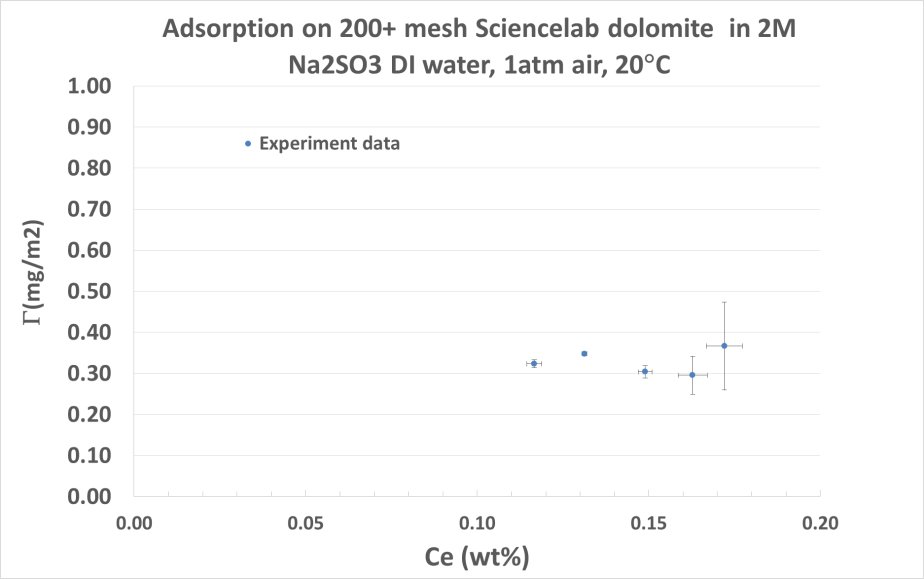 Adsorption on 200+ mesh Sciencelab dolomite  in 2M
Na2SO3 DI water, 1atm air, 20°C
1.00
0.90
Experiment data
0.80
0.70
0.60
Γ(mg/m2)
0.50
0.40
0.30
0.20
0.10
0.00
0.00 0.05 0.10 0.15 0.20
Ce (wt%)